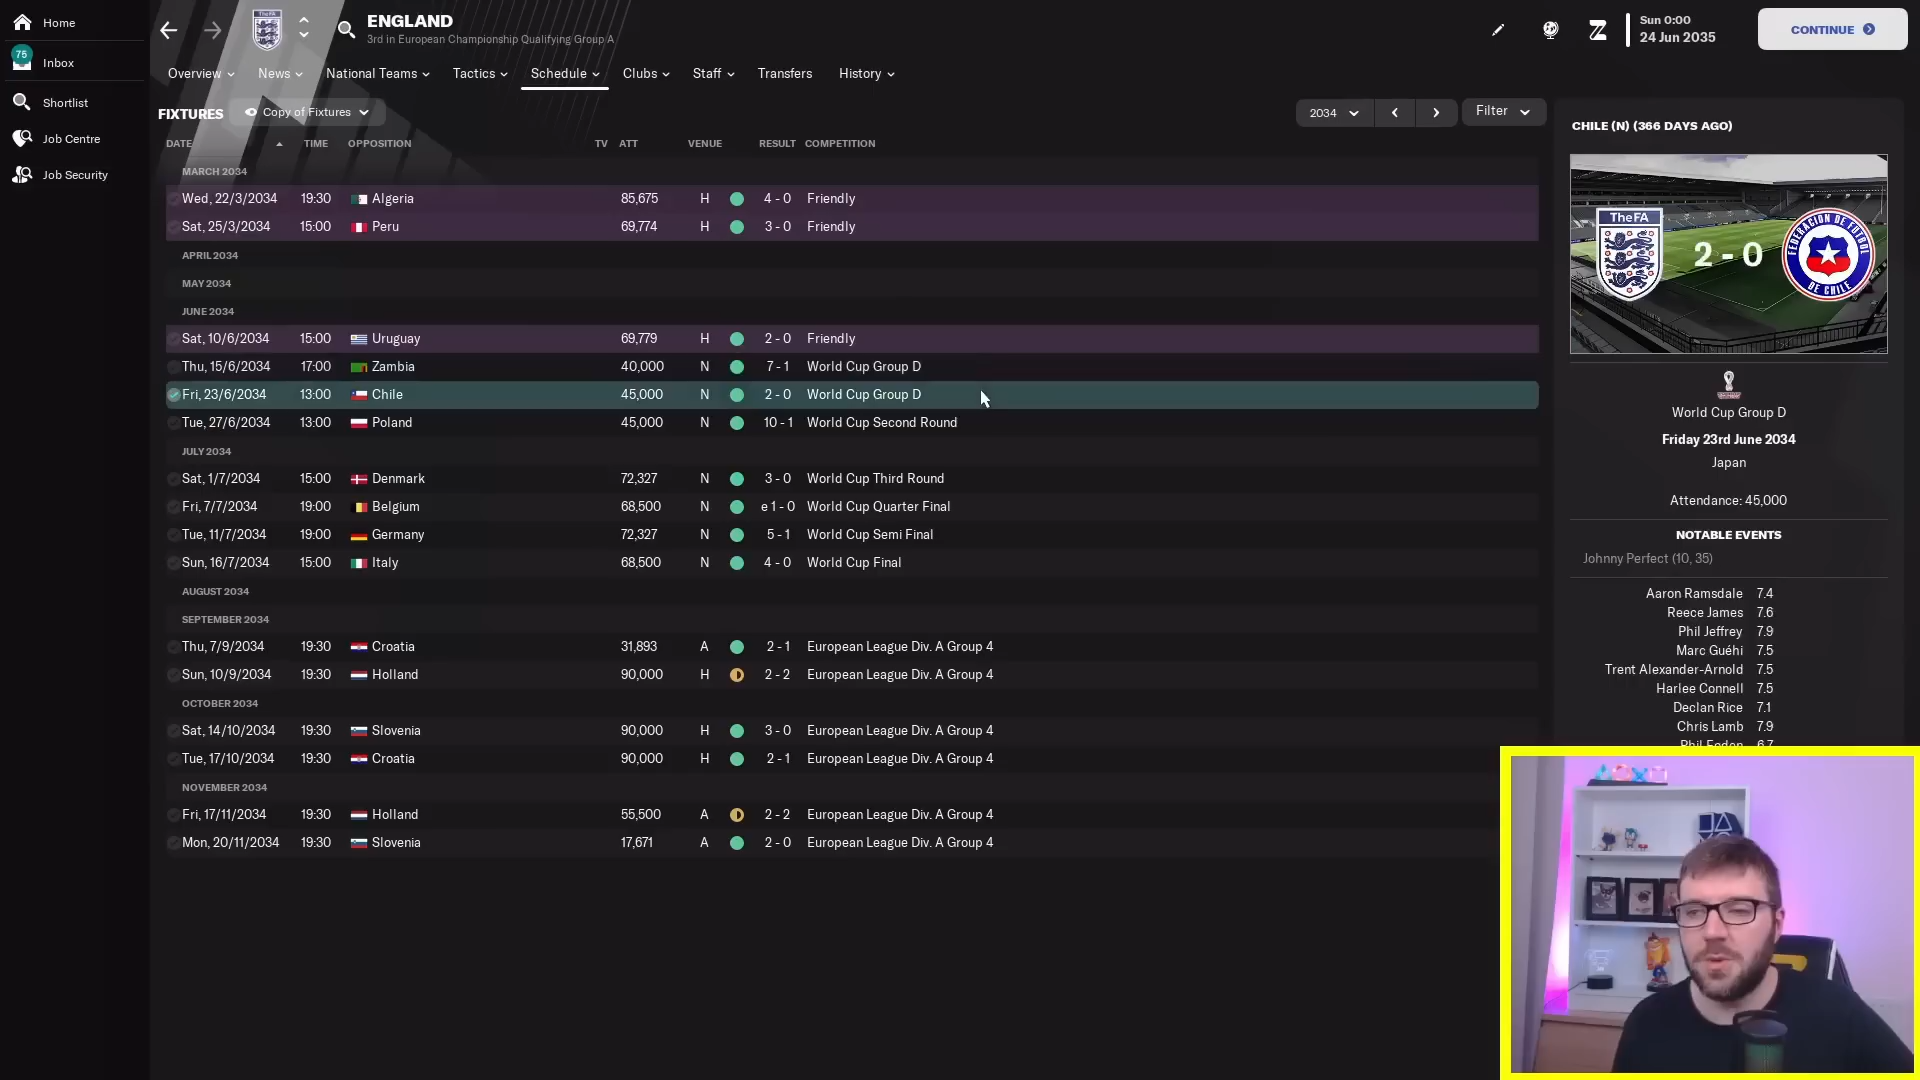 Home
75
Inbox
Shortlist
Job Centre
Job Security
ENGLAND
3rd in European Championship Qualifying Group A
Sun 0:00
24 Jun 2035
CONTINUE
Overview
News
National Teams
Tactics
Schedule
Clubs
Staff
Transfers
History
FIXTURES
Copy of Fixtures
2034
Filter
DATE TIME OPPOSITION TV ATT VENUE RESULT COMPETITION
MARCH 2034
Wed, 22/3/2034 19:30 Algeria 85,675 H 4 - 0 Friendly
Sat, 25/3/2034 15:00 Peru 69,774 H 3 - 0 Friendly
APRIL 2034
MAY 2034
JUNE 2034
Sat, 10/6/2034 15:00 Uruguay 69,779 H 2 - 0 Friendly
Thu, 15/6/2034 17:00 Zambia 40,000 N 7 - 1 World Cup Group D
Fri, 23/6/2034 13:00 Chile 45,000 N 2 - 0 World Cup Group D
Tue, 27/6/2034 13:00 Poland 45,000 N 10 - 1 World Cup Second Round
JULY 2034
Sat, 1/7/2034 15:00 Denmark 72,327 N 3 - 0 World Cup Third Round
Fri, 7/7/2034 19:00 Belgium 68,500 N e 1 - 0 World Cup Quarter Final
Tue, 11/7/2034 19:00 Germany 72,327 N 5 - 1 World Cup Semi Final
Sun, 16/7/2034 15:00 Italy 68,500 N 4 - 0 World Cup Final
AUGUST 2034
SEPTEMBER 2034
Thu, 7/9/2034 19:30 Croatia 31,893 A 2 - 1 European League Div. A Group 4
Sun, 10/9/2034 19:30 Holland 90,000 H 2 - 2 European League Div. A Group 4
OCTOBER 2034
Sat, 14/10/2034 19:30 Slovenia 90,000 H 3 - 0 European League Div. A Group 4
Tue, 17/10/2034 19:30 Croatia 90,000 H 2 - 1 European League Div. A Group 4
NOVEMBER 2034
Fri, 17/11/2034 19:30 Holland 55,500 A 2 - 2 European League Div. A Group 4
Mon, 20/11/2034 19:30 Slovenia 17,671 A 2 - 0 European League Div. A Group 4
CHILE (N) (366 DAYS AGO)
The FA
2 - 0
FEDERACION DE FUTBOL
DE CHILE
World Cup Group D
Friday 23rd June 2034
Japan
Attendance: 45,000
NOTABLE EVENTS
Johnny Perfect (10, 35)
Aaron Ramsdale 7.4
Reece James 7.6
Phil Jeffrey 7.9
Marc Guéhi 7.5
Trent Alexander-Arnold 7.5
Harlee Connell 7.5
Declan Rice 7.1
Chris Lamb 7.9
Phil Foden 6.7